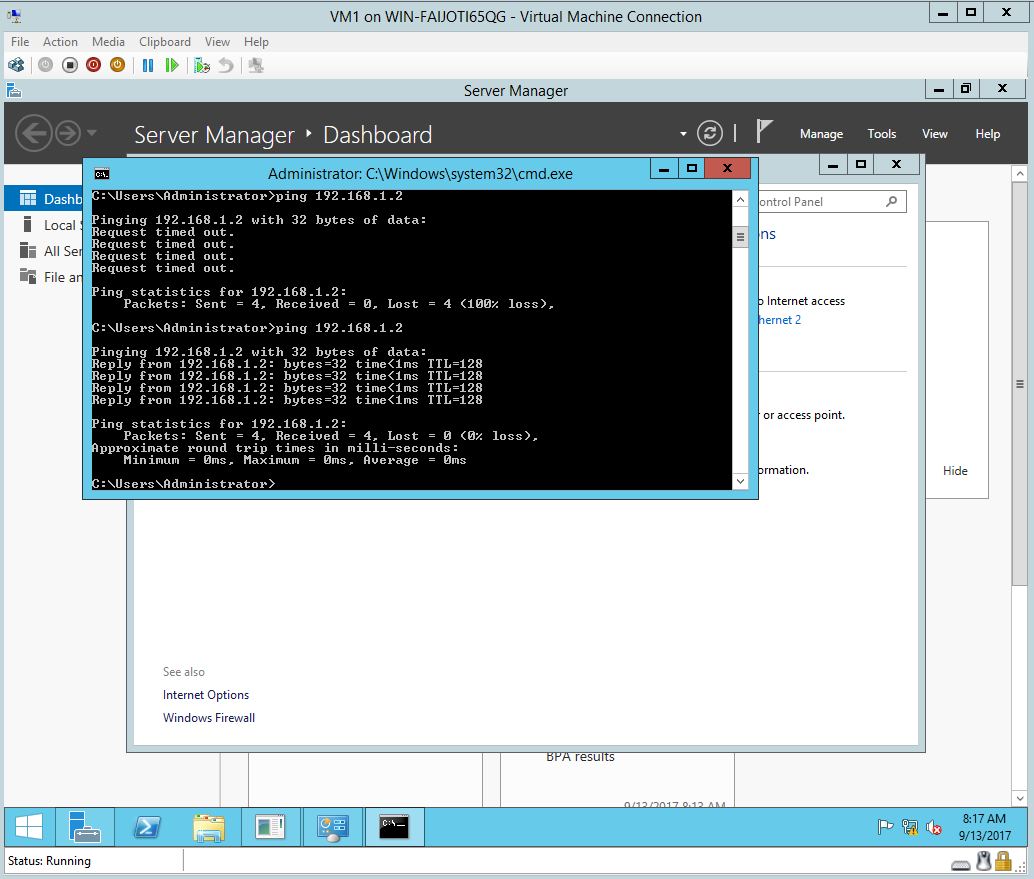 VM1 on WIN-FAIJOTI65QG - Virtual Machine Connection
File Action Media Clipboard View Help
Server Manager
Server Manager Dashboard
Manage Tools View Help
Administrator: C:\Windows\system32\cmd.exe
C:\Users\Administrator>ping 192.168.1.2
Pinging 192.168.1.2 with 32 bytes of data:
Request timed out.
Request timed out.
Request timed out.
Request timed out.
Ping statistics for 192.168.1.2:
Packets: Sent = 4, Received = 0, Lost = 4 (100% loss),
C:\Users\Administrator>ping 192.168.1.2
Pinging 192.168.1.2 with 32 bytes of data:
Reply from 192.168.1.2: bytes=32 time<1ms TTL=128
Reply from 192.168.1.2: bytes=32 time<1ms TTL=128
Reply from 192.168.1.2: bytes=32 time<1ms TTL=128
Reply from 192.168.1.2: bytes=32 time<1ms TTL=128
Ping statistics for 192.168.1.2:
Packets: Sent = 4, Received = 4, Lost = 0 (0% loss),
Approximate round trip times in milli-seconds:
Minimum = 0ms, Maximum = 0ms, Average = 0ms
C:\Users\Administrator>
Dashb
Local S
All Ser
File an
ontrol Panel
ns
o Internet access
hernet 2
r or access point.
ormation.
Hide
See also
Internet Options
Windows Firewall
BPA results
9/13/2017 8:13 AM
C:\_
8:17 AM
9/13/2017
Status: Running